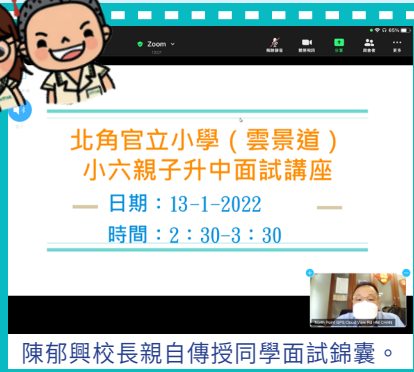 Zoom
65%
北角官立小學（雲景道）
小六親子升中面試講座
日期：13-1-2022
時間：2：30-3：30
陳郁興校長親自傳授同學面試錦囊。